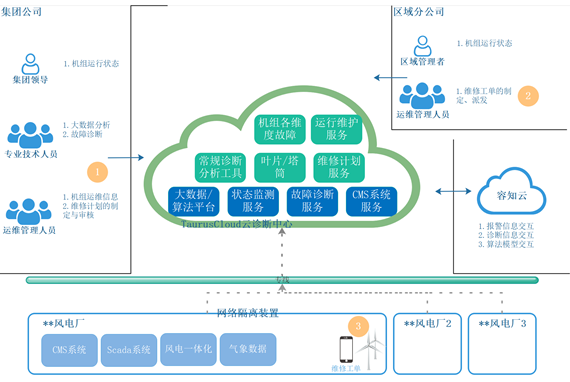 集团公司
集团领导
1.机组运行状态
专业技术人员
1.大数据分析
2.故障诊断
1
运维管理人员
1.机组运维信息
2.维修计划的制
定与审核
区域分公司
区域管理者
1.机组运行状态
运维管理人员
1.维修工单的制
定、派发
2
机组各维
度故障
运行维护
服务
常规诊断
分析工具
叶片/塔
筒
维修计划
服务
大数据/
算法平台
状态监测
服务
故障诊断
服务
CMS系统
服务
TaurusCloud云诊断中心
容知云
1.报警信息交互
2.诊断信息交互
3.算法模型交互
网络隔离装置
**风电厂
CMS系统
Scada系统
风电一体化
气象数据
3
维修工单
**风电厂2
**风电厂3